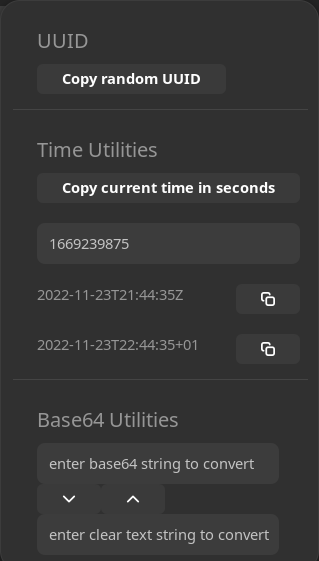 UUID
Copy random UUID
Time Utilities
Copy current time in seconds
1669239875
2022-11-23T21:44:35Z
2022-11-23T22:44:35+01
Base64 Utilities
enter base64 string to convert
enter clear text string to convert